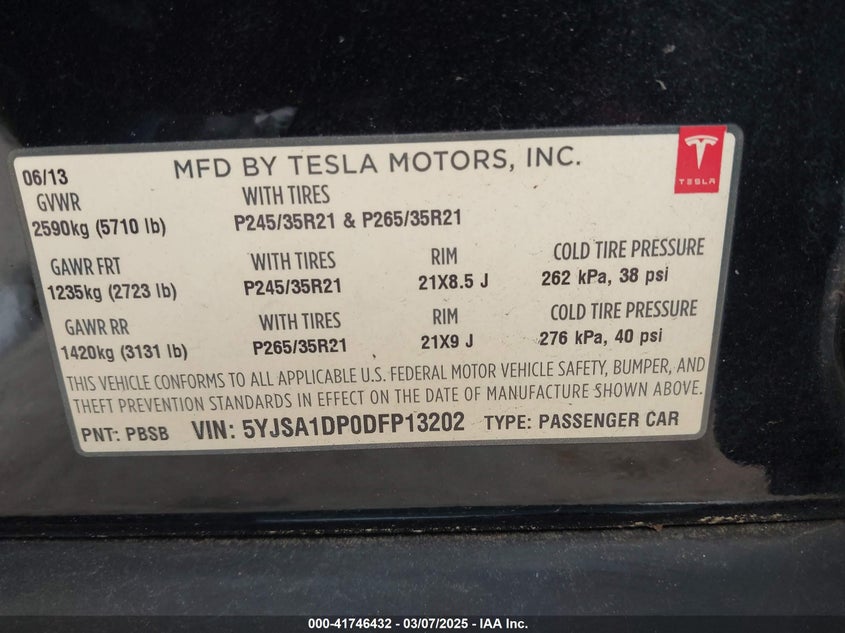 06/13 MFD BY TESLA MOTORS, INC.
TESLA
GVWR WITH TIRES
2590kg (5710 lb) P245/35R21 & P265/35R21
GAWR FRT WITH TIRES RIM COLD TIRE PRESSURE
1235kg (2723 lb) P245/35R21 21X8.5 J 262 kPa, 38 psi
GAWR RR WITH TIRES RIM COLD TIRE PRESSURE
1420kg (3131 lb) P265/35R21 21X9 J 276 kPa, 40 psi
THIS VEHICLE CONFORMS TO ALL APPLICABLE U.S. FEDERAL MOTOR VEHICLE SAFETY, BUMPER, AND
THEFT PREVENTION STANDARDS IN EFFECT ON THE DATE OF MANUFACTURE SHOWN ABOVE.
PNT: PBSB VIN: 5YJSA1DP0DFP13202 TYPE: PASSENGER CAR
000-41746432 - 03/07/2025 - IAA Inc.